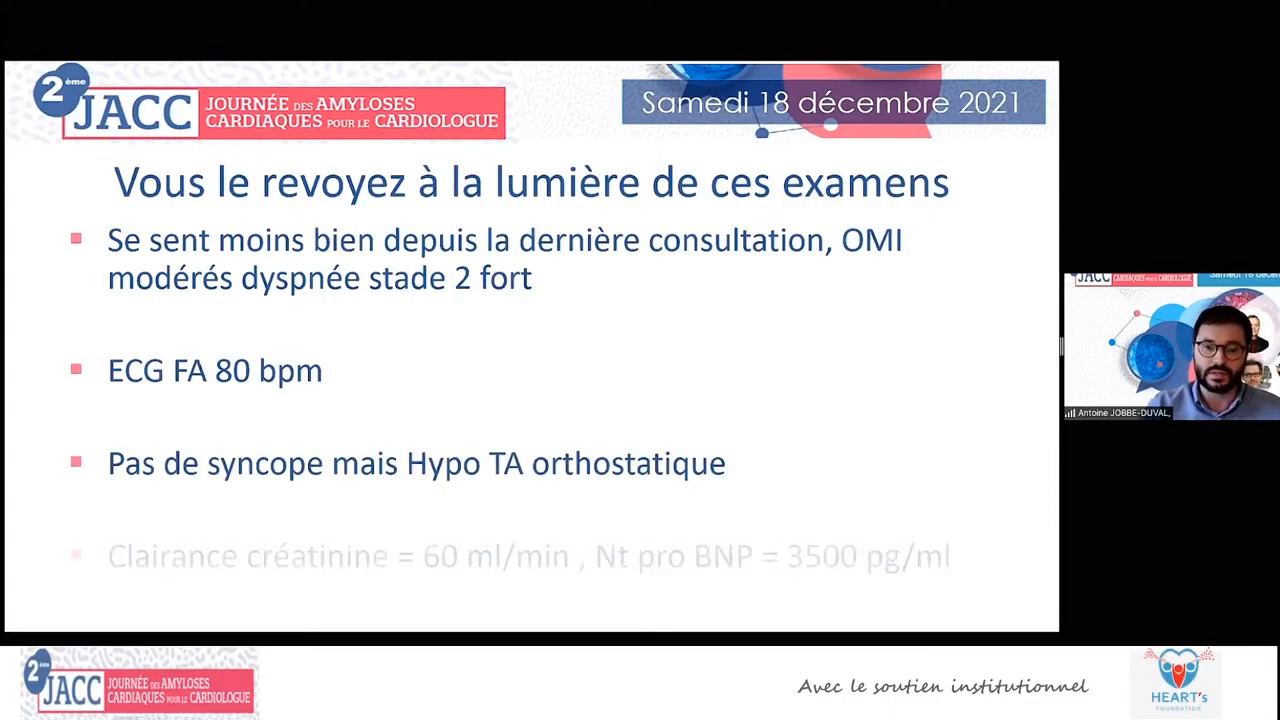 2ème
JACC
JOURNÉE DES AMYLOSES
CARDIAQUES POUR LE CARDIOLOGUE
Samedi 18 décembre 2021
Vous le revoyez à la lumière de ces examens
Se sent moins bien depuis la dernière consultation, OMI
modérés dyspnée stade 2 fort
ECG FA 80 bpm
Pas de syncope mais Hypo TA orthostatique
Clairance créatinine = 60 ml/min , Nt pro BNP = 3500 pg/ml
JACC
CARDIAQUES POUR LE CARDIOLOGUE
Samedi 18 décem
Antoine JOBBE-DUVAL,
2ème
JACC
JOURNÉE DES AMYLOSES
CARDIAQUES POUR LE CARDIOLOGUE
Avec le soutien institutionnel
HEART's
FOUNDATION